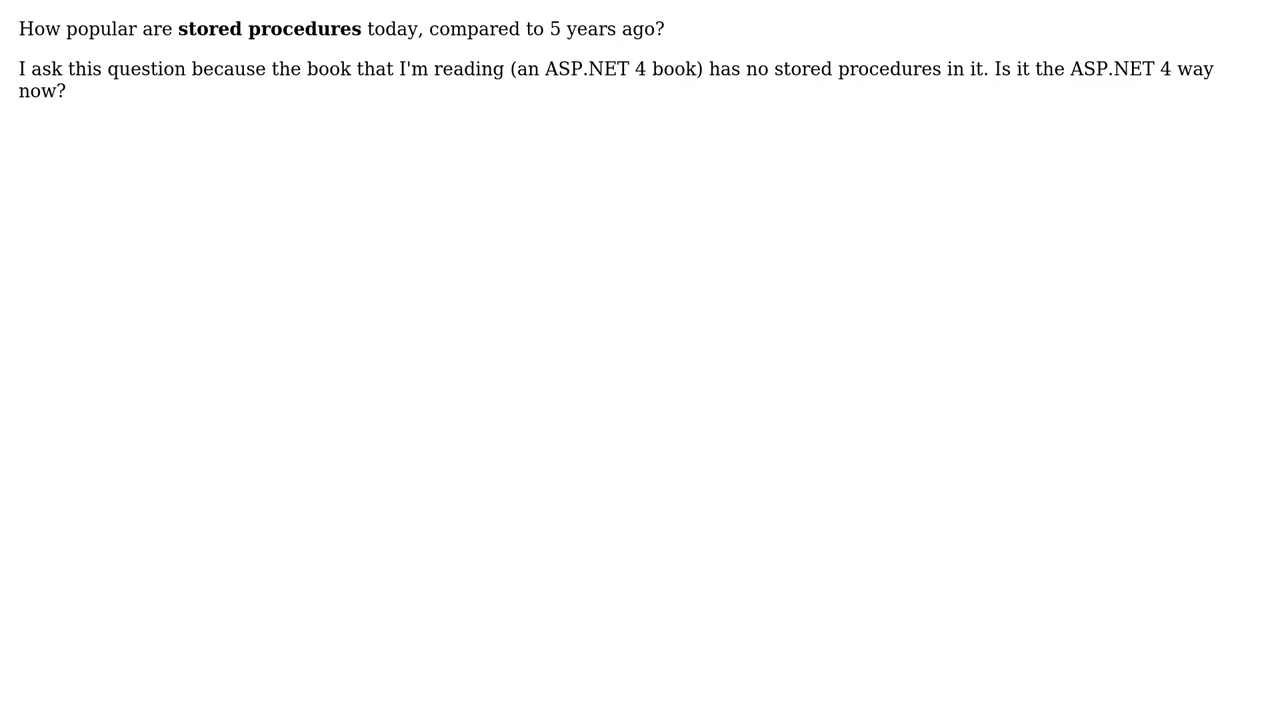 How popular are stored procedures today, compared to 5 years ago?
I ask this question because the book that I'm reading (an ASP.NET 4 book) has no stored procedures in it. Is it the ASP.NET 4 way
now?